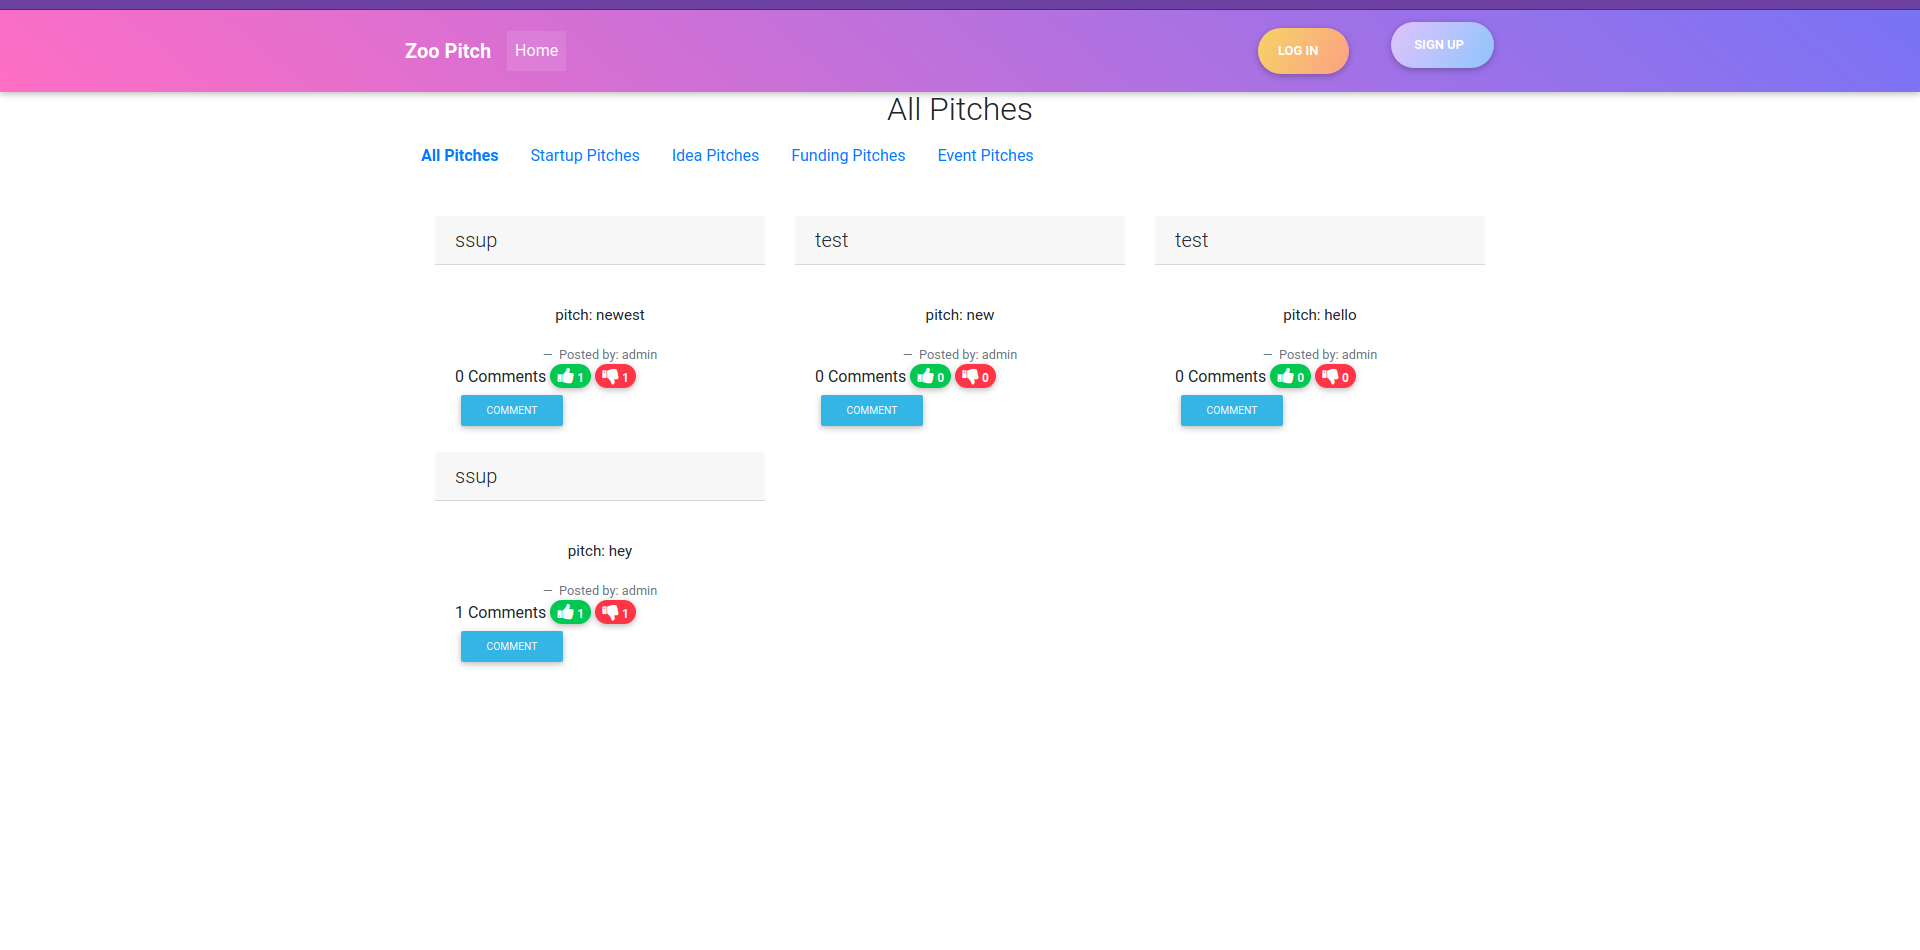 Zoo Pitch Home LOG IN SIGN UP
All Pitches
All Pitches Startup Pitches Idea Pitches Funding Pitches Event Pitches
ssup
pitch: newest
— Posted by: admin
0 Comments 1 1
COMMENT
test
pitch: new
— Posted by: admin
0 Comments 0 0
COMMENT
test
pitch: hello
— Posted by: admin
0 Comments 0 0
COMMENT
ssup
pitch: hey
— Posted by: admin
1 Comments 1 1
COMMENT